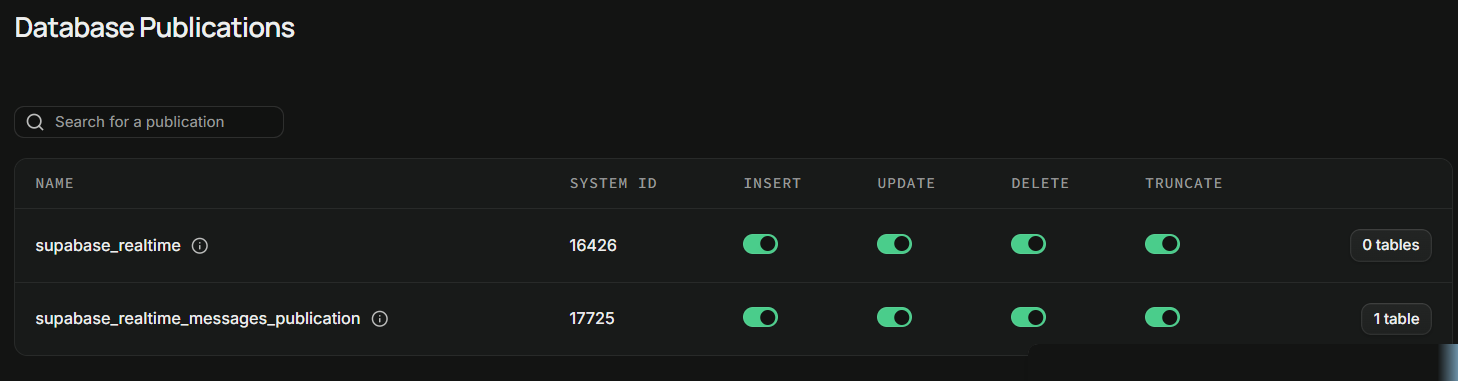 Database Publications
Search for a publication
NAME SYSTEM ID INSERT UPDATE DELETE TRUNCATE
supabase_realtime 16426 0 tables
supabase_realtime_messages_publication 17725 1 table